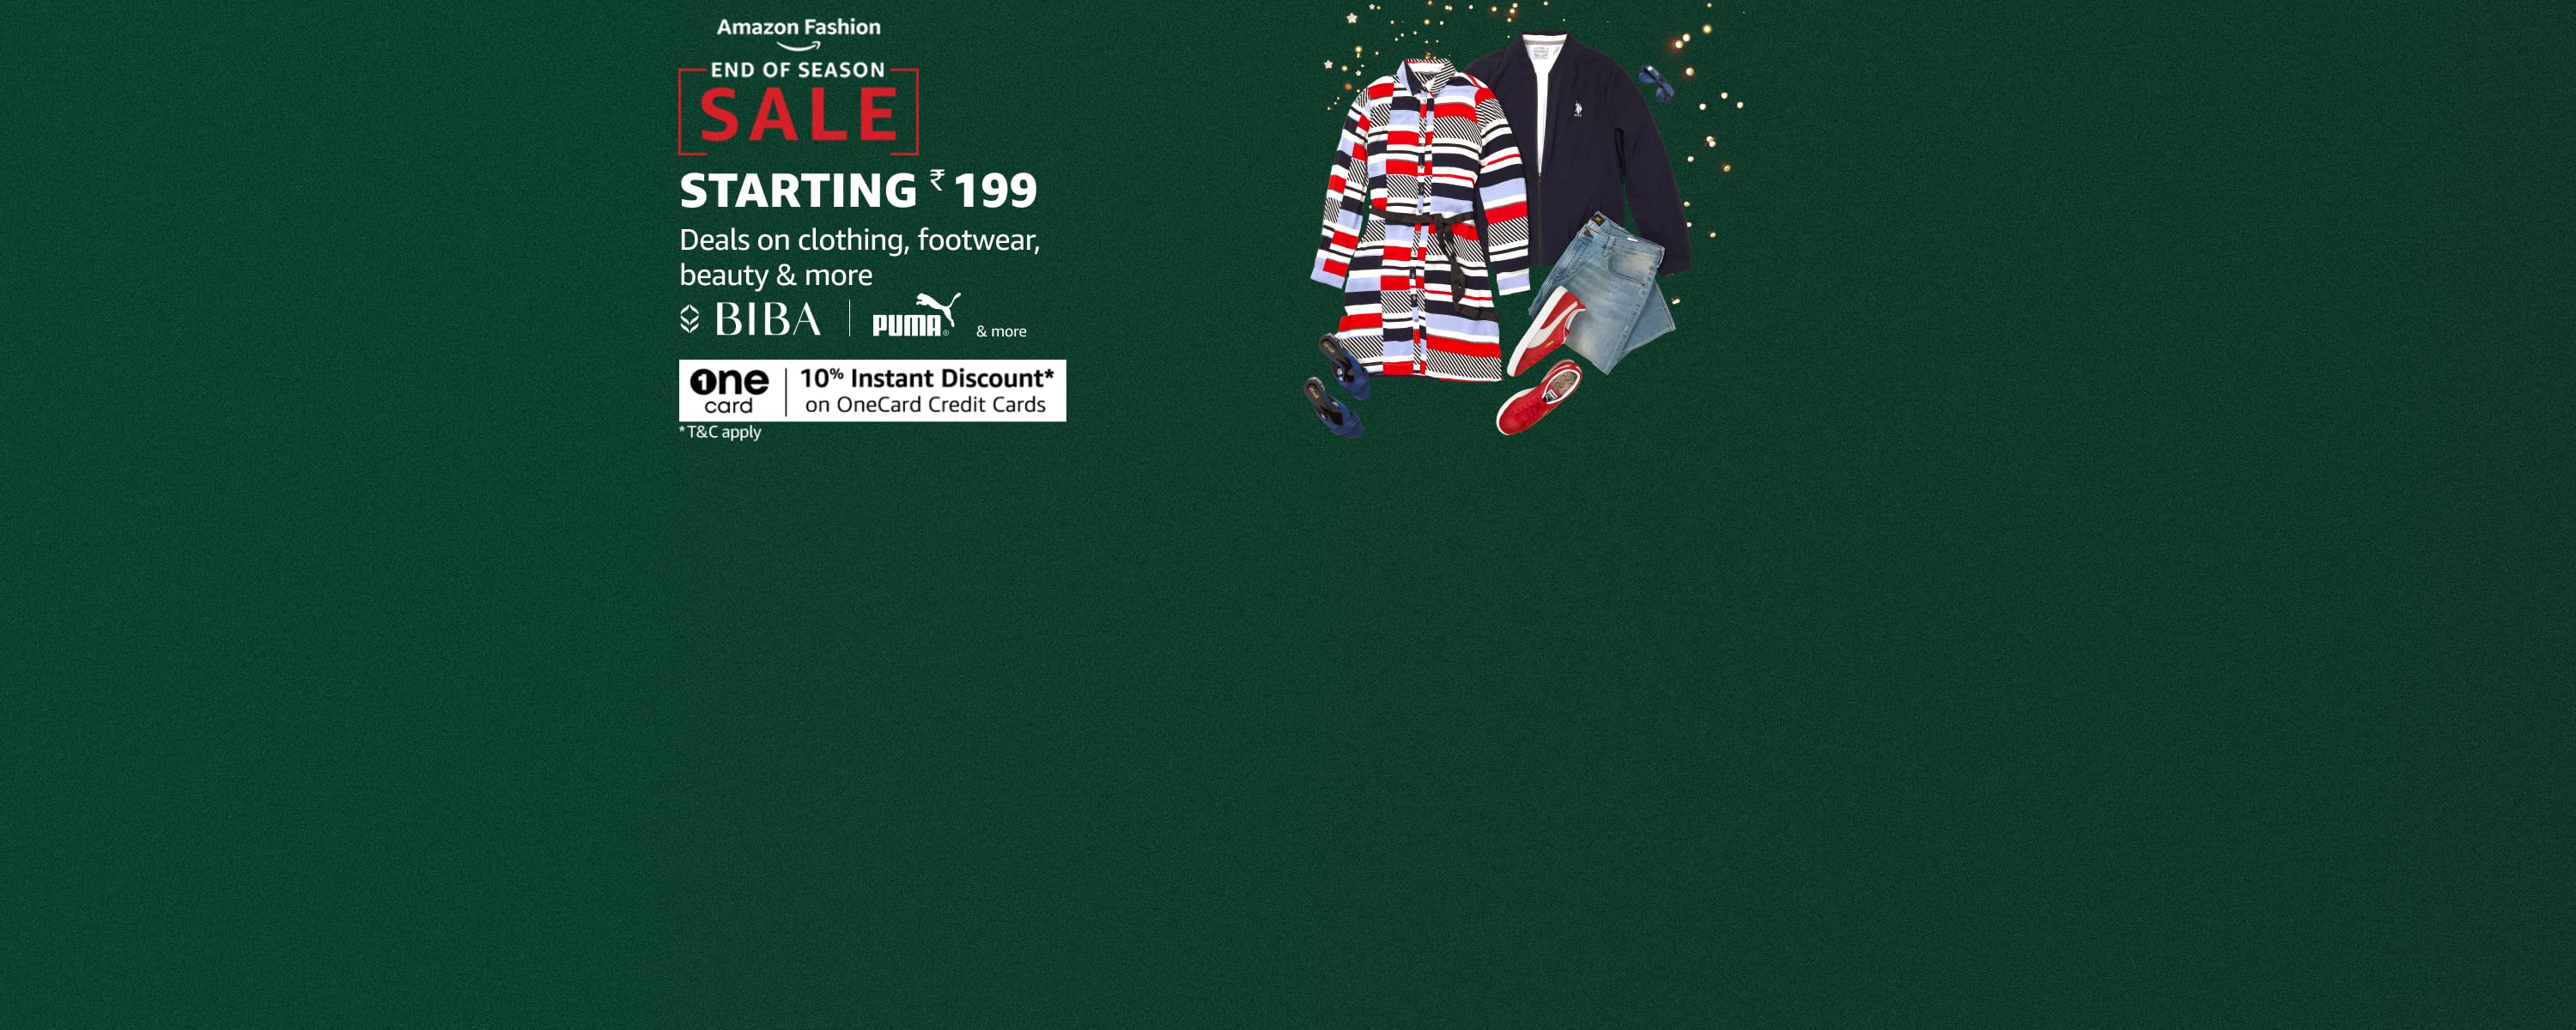 Amazon Fashion
END OF SEASON
SALE
STARTING ₹199
Deals on clothing, footwear,
beauty & more
BIBA PUMA® & more
1ne card
10% Instant Discount*
on OneCard Credit Cards
*T&C apply